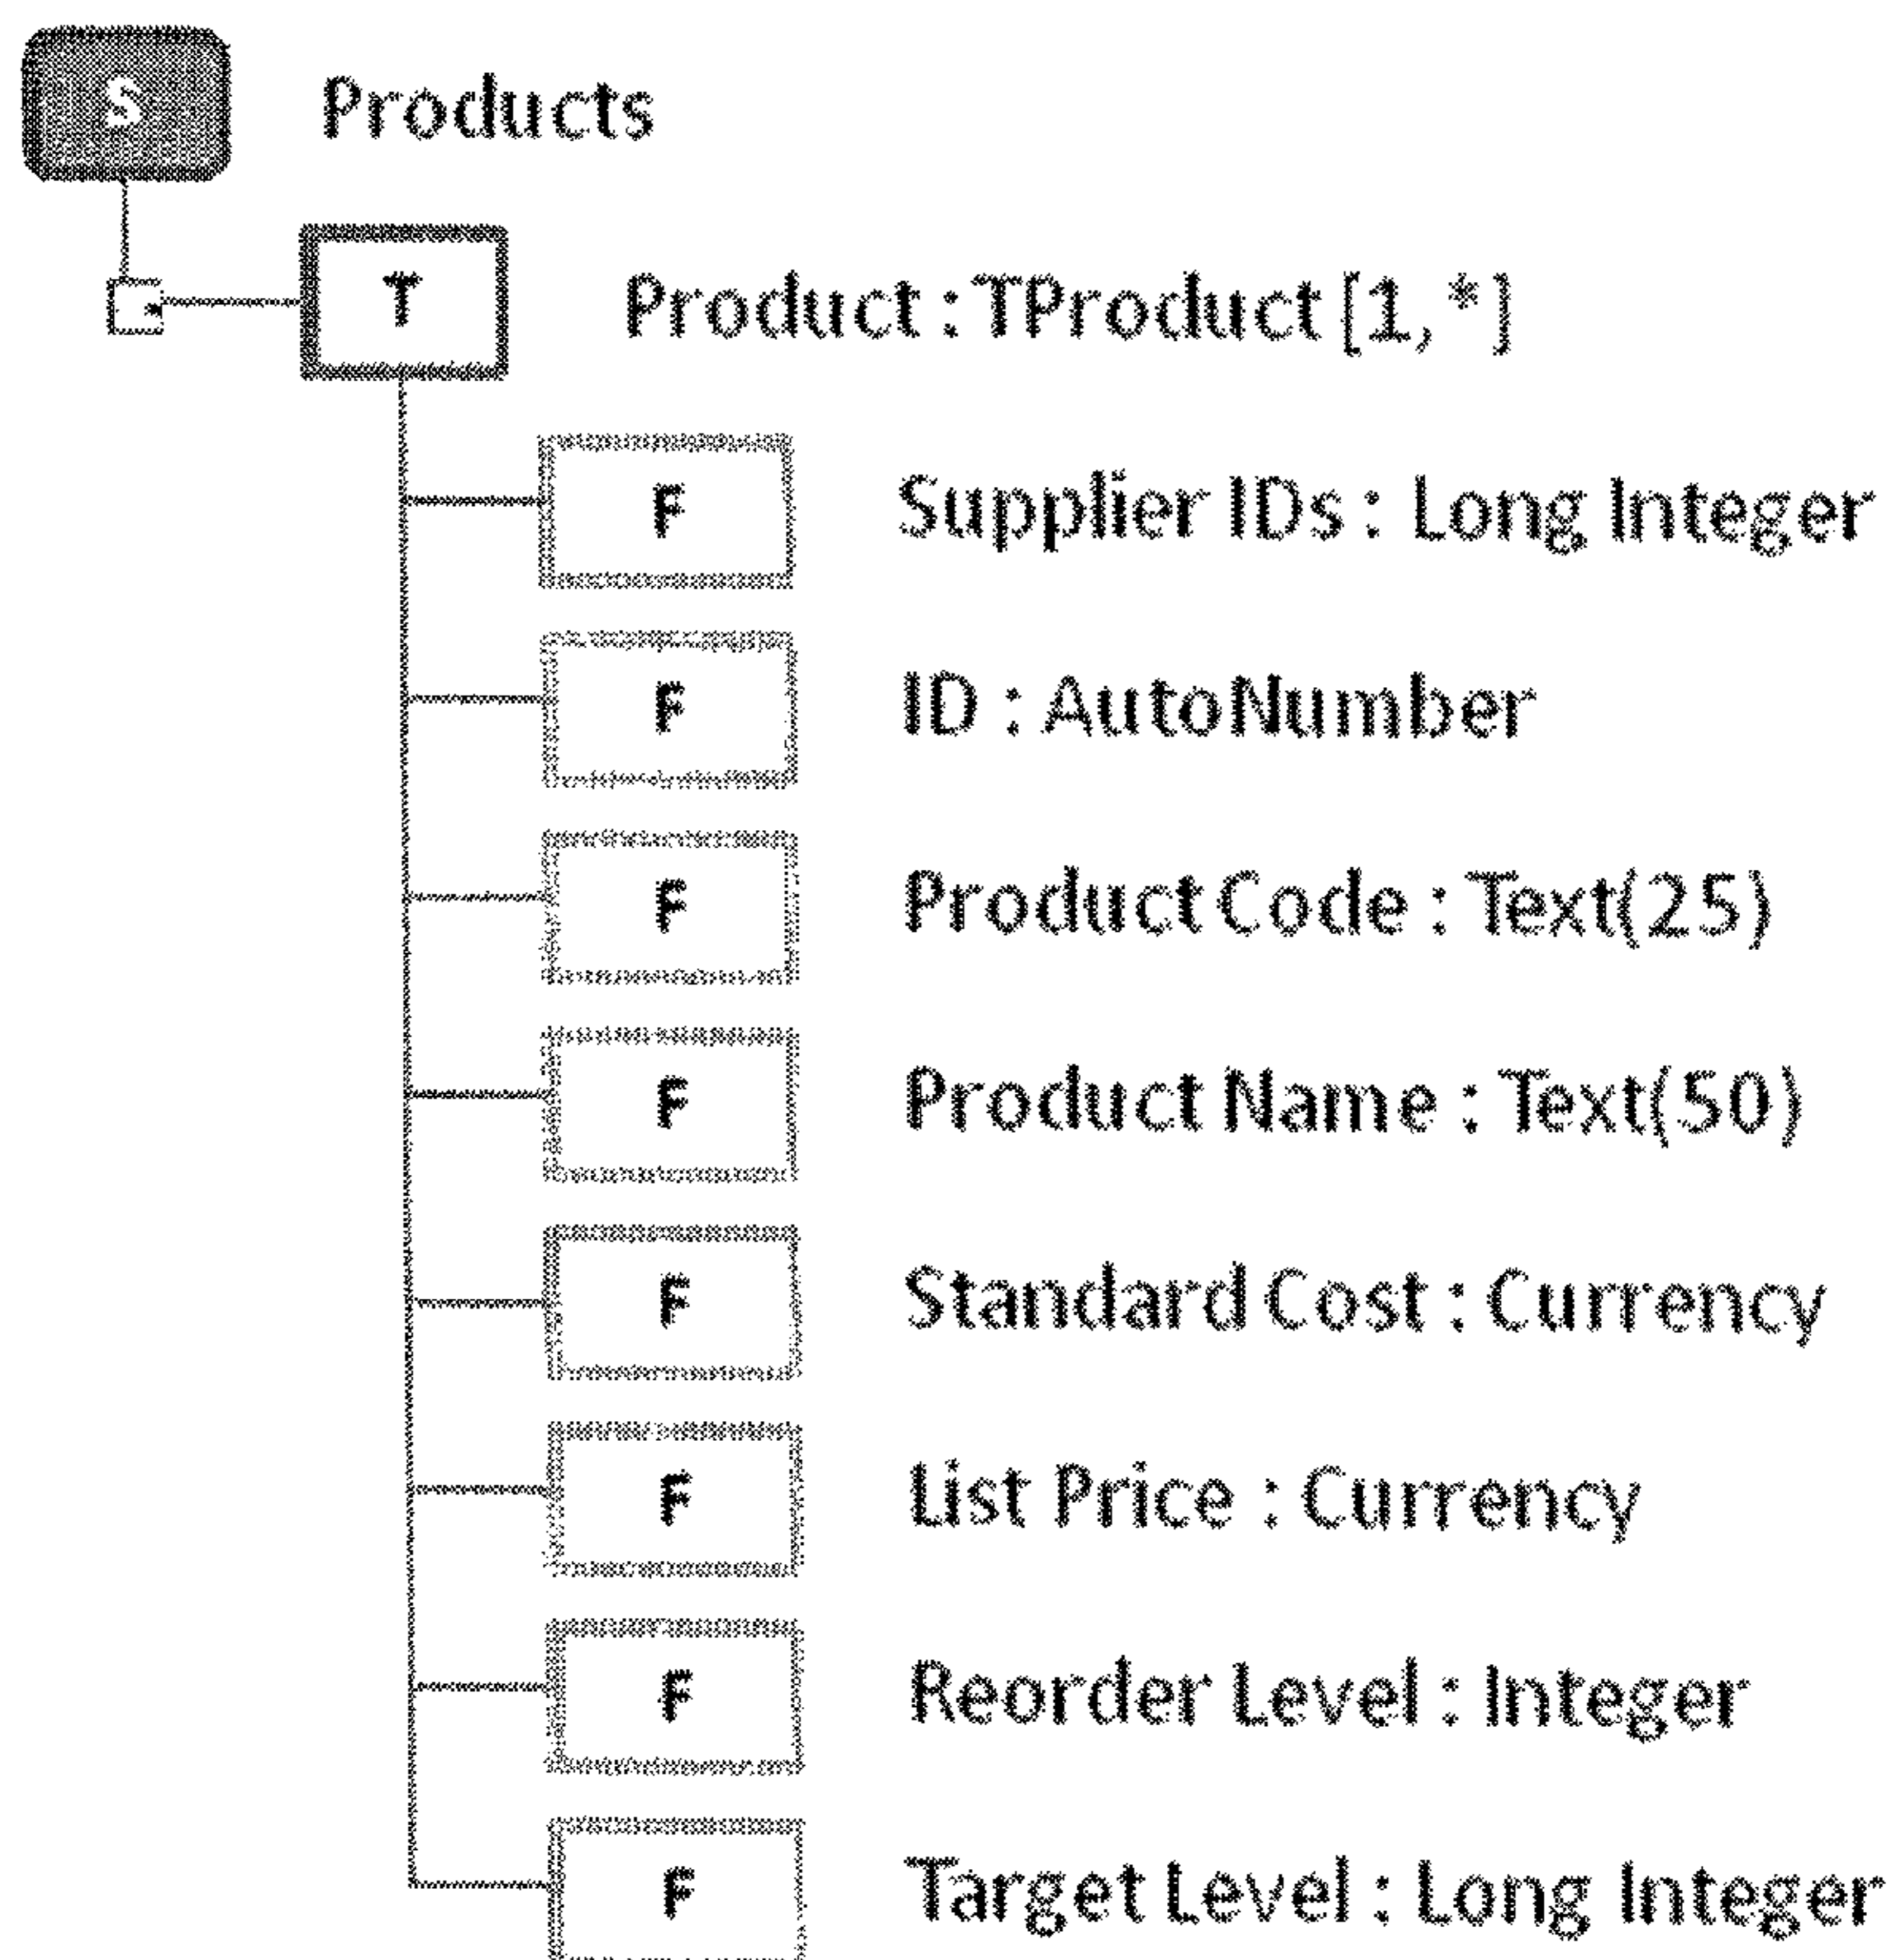 S Products
T Product : TProduct [1, *]
F Supplier IDs : Long Integer
F ID : AutoNumber
F Product Code : Text(25)
F Product Name : Text(50)
F Standard Cost : Currency
F List Price : Currency
F Reorder Level : Integer
F Target Level : Long Integer